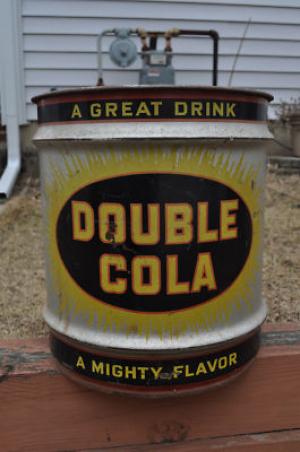 A GREAT DRINK
DOUBLE
COLA
A MIGHTY FLAVOR